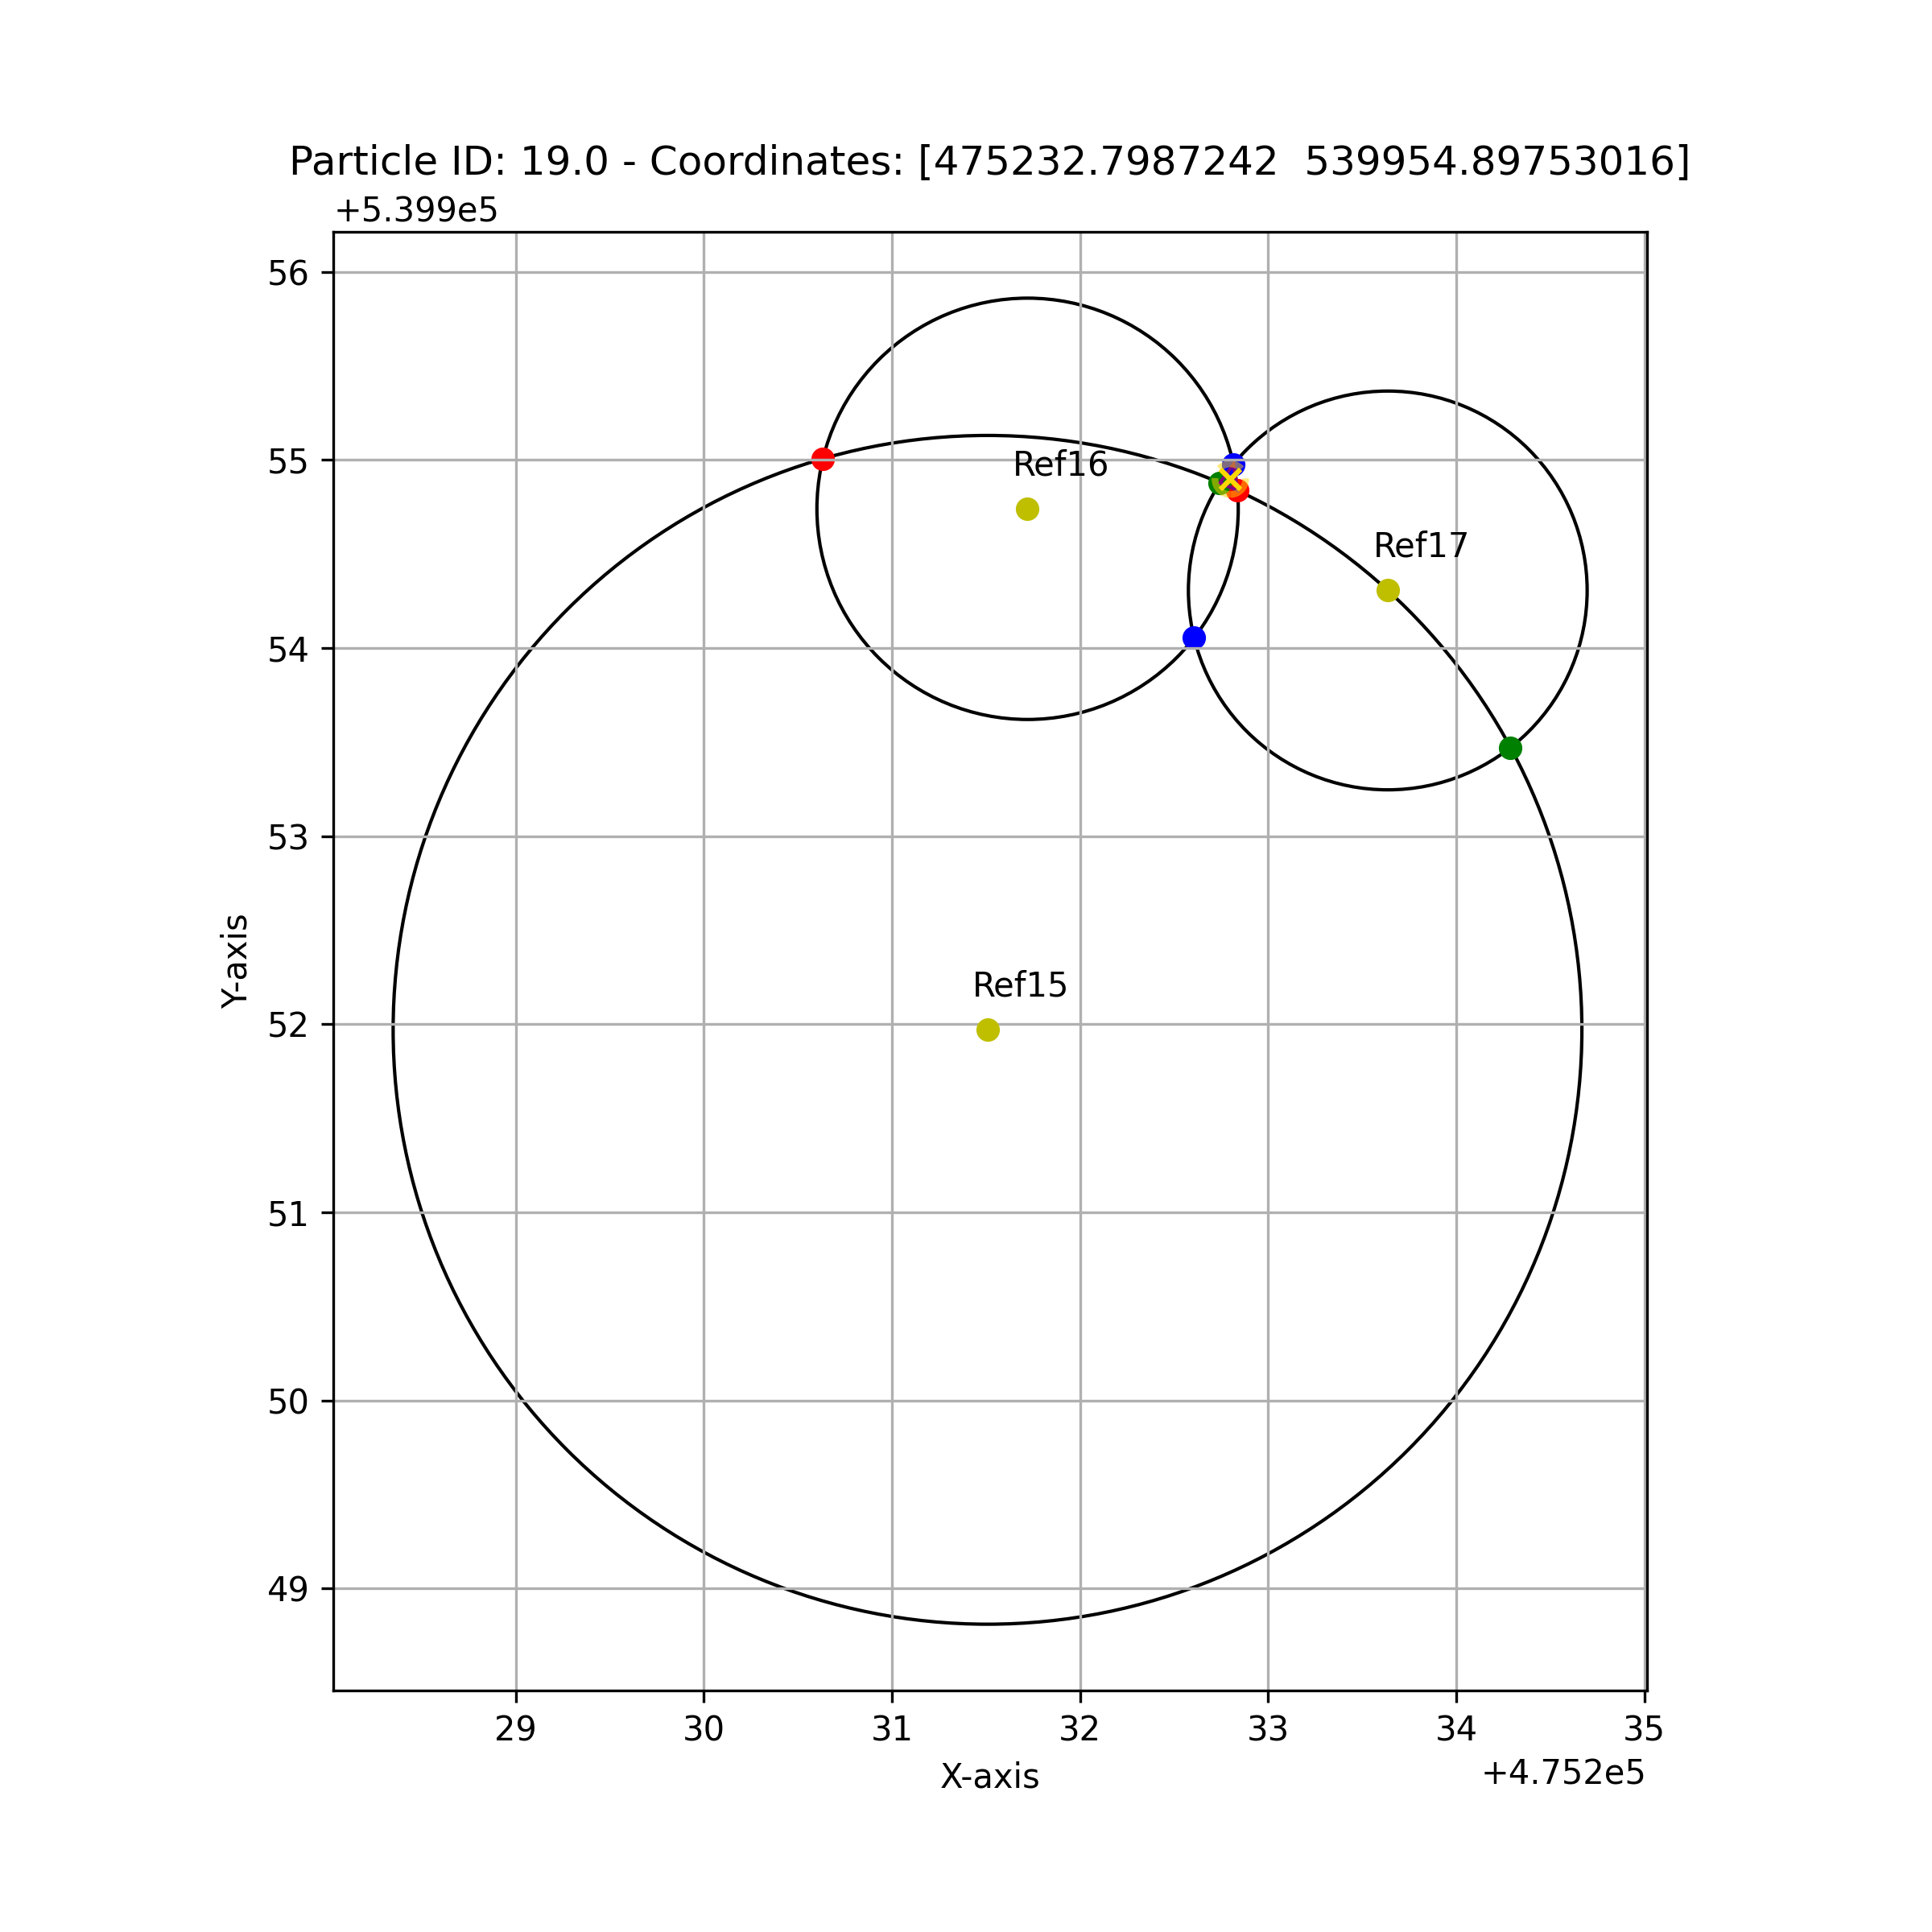 Particle ID: 19.0 - Coordinates: [475232.7987242  539954.89753016]
+5.399e5
56
55
54
53
52
51
50
49
Y-axis
Ref16
Ref17
Ref15
29 30 31 32 33 34 35
X-axis
+4.752e5